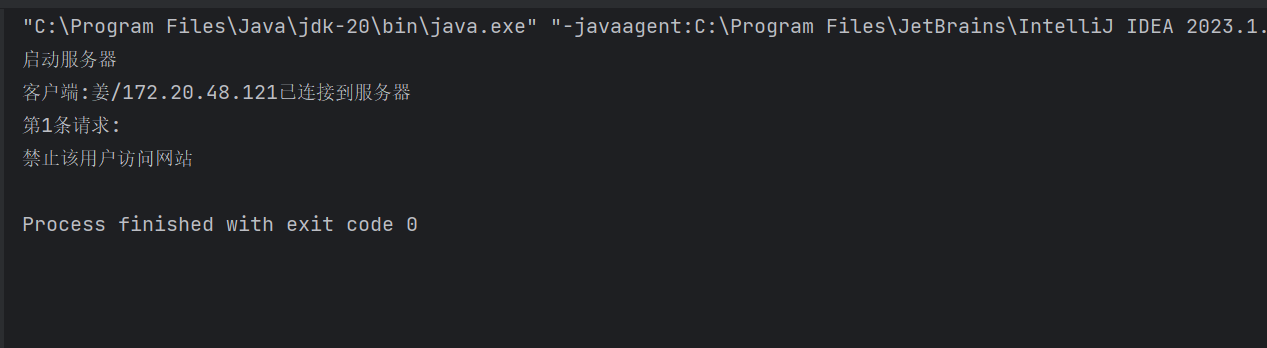 "C:\Program Files\Java\jdk-20\bin\java.exe" "-javaagent:C:\Program Files\JetBrains\IntelliJ IDEA 2023.1.
启动服务器
客户端:姜/172.20.48.121已连接到服务器
第1条请求:
禁止该用户访问网站
Process finished with exit code 0